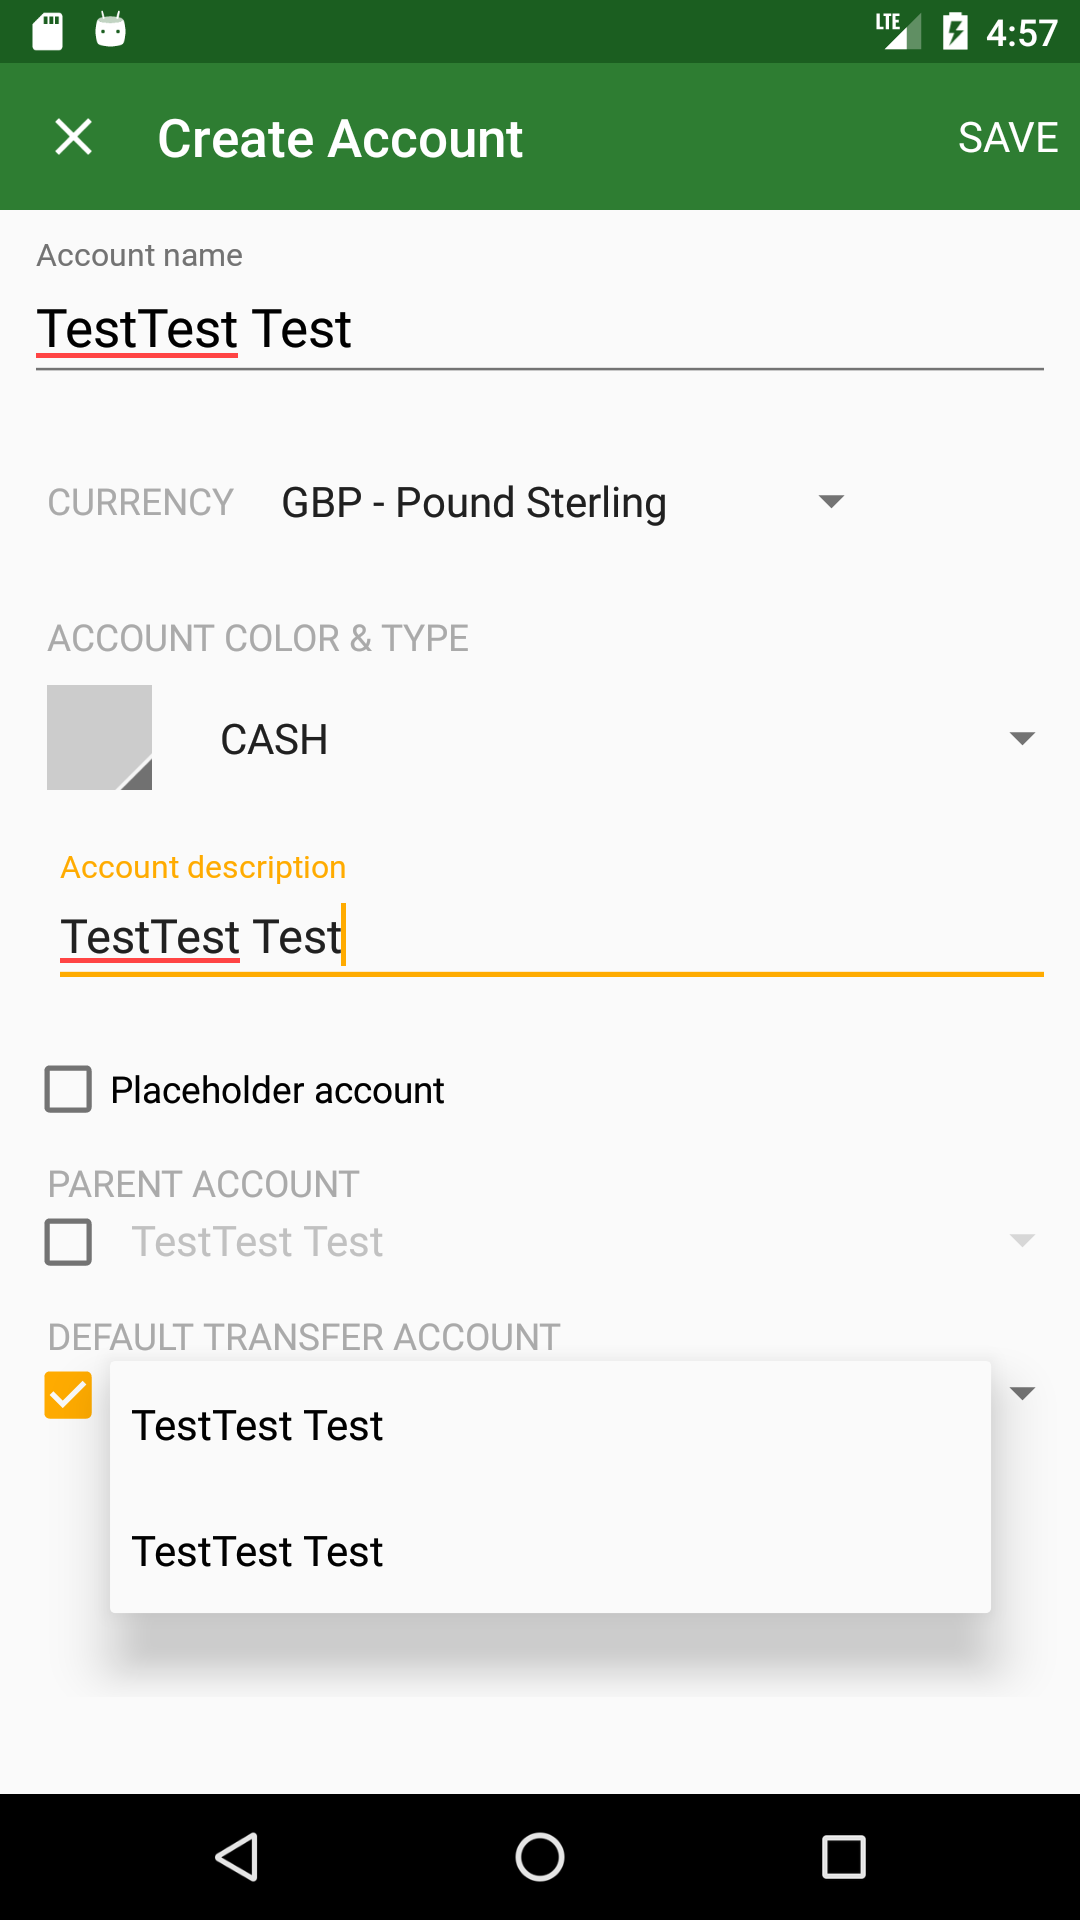 LTE 4:57
Create Account SAVE
Account name
TestTest Test
CURRENCY GBP - Pound Sterling
ACCOUNT COLOR & TYPE
CASH
Account description
TestTest Test
Placeholder account
PARENT ACCOUNT
TestTest Test
DEFAULT TRANSFER ACCOUNT
TestTest Test
TestTest Test